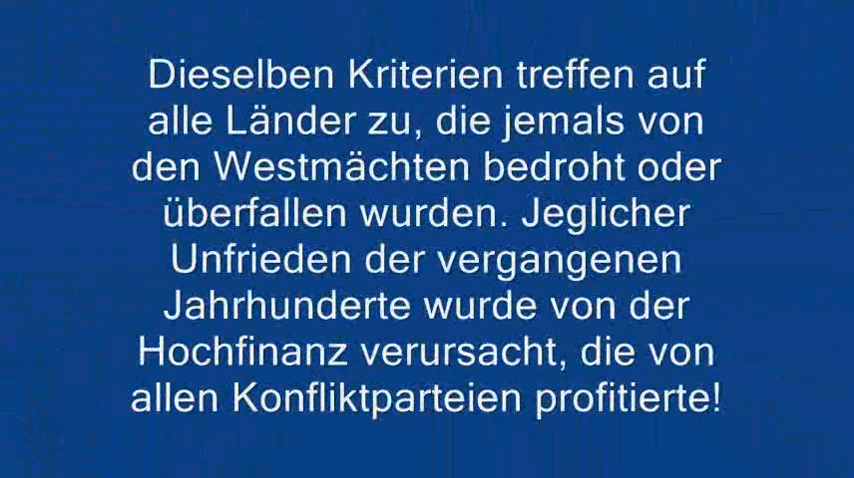 Dieselben Kriterien treffen auf
alle Länder zu, die jemals von
den Westmächten bedroht oder
überfallen wurden. Jeglicher
Unfrieden der vergangenen
Jahrhunderte wurde von der
Hochfinanz verursacht, die von
allen Konfliktparteien profitierte!